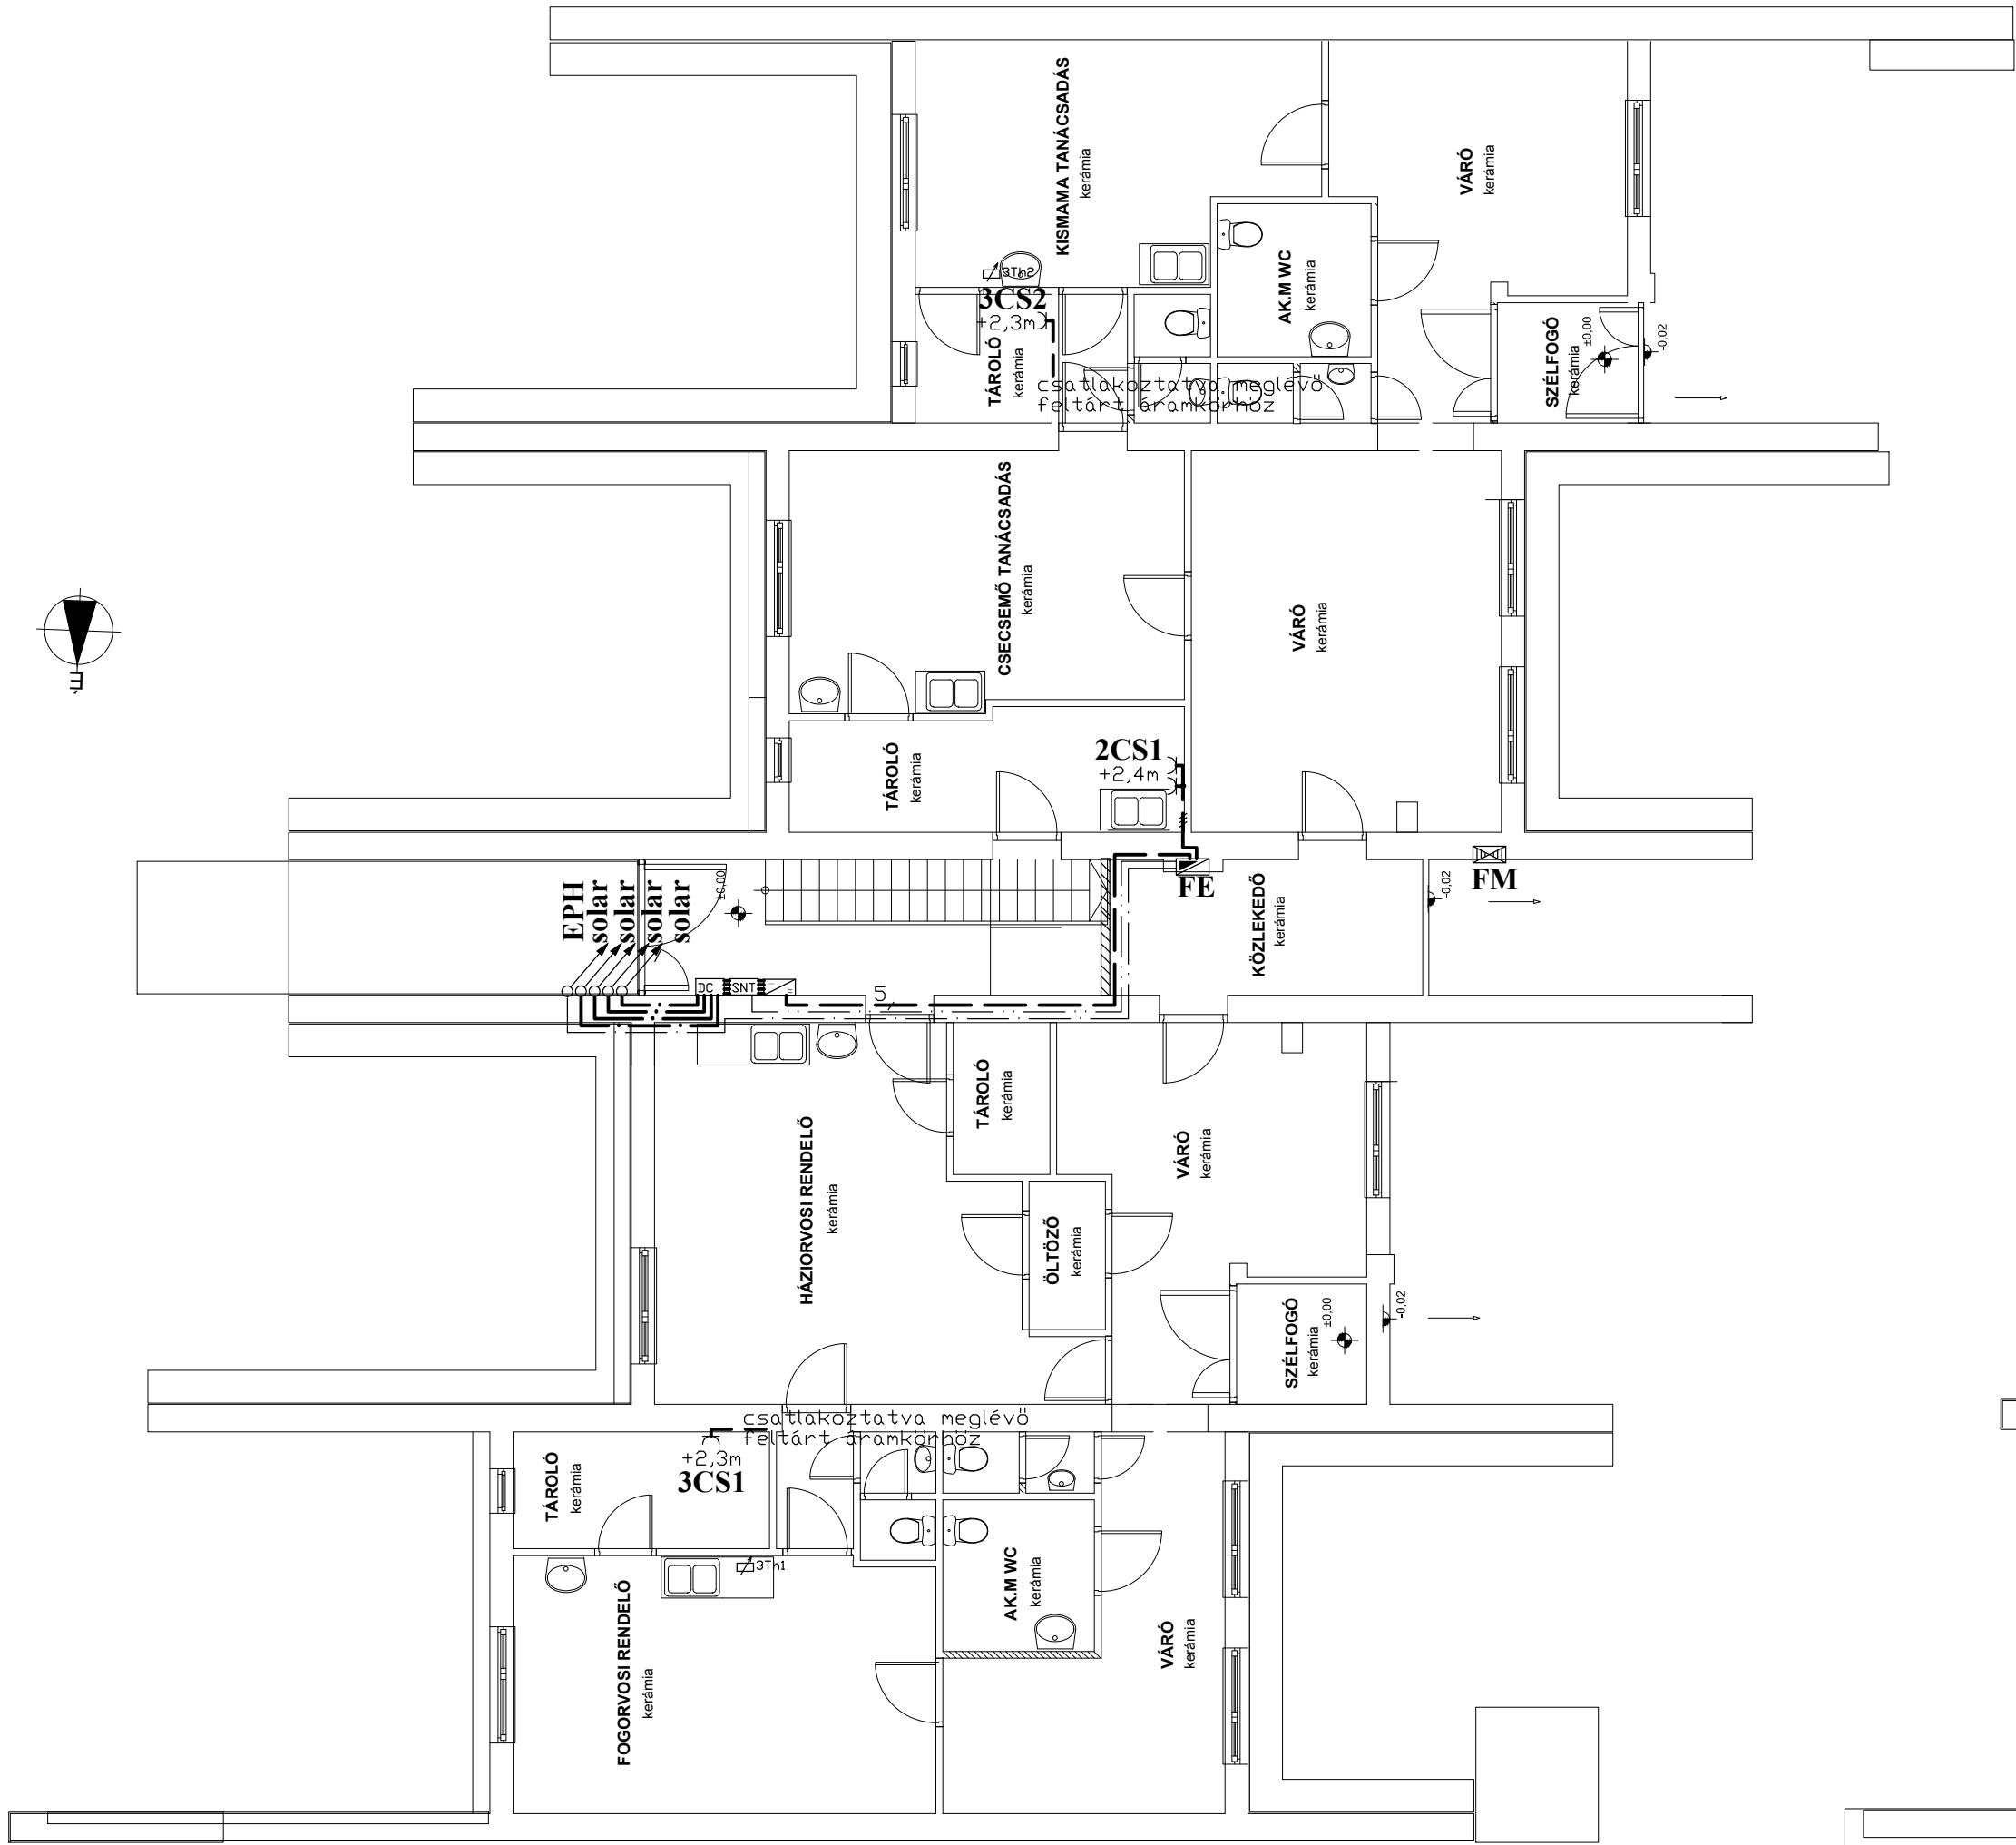 KISMAMA TANÁCSADÁS
kerámia
VÁRÓ
kerámia
AK.M WC
kerámia
3Th2
3CS2
+2,3m
TÁROLÓ
kerámia
SZÉLFOGÓ
kerámia
±0,00
-0,02
csatlakoztatva meglévő
feltárt áramkörhöz
CSECSEMŐ TANÁCSADÁS
kerámia
VÁRÓ
kerámia
É
TÁROLÓ
kerámia
2CS1
+2,4m
EPH
solar
solar
solar
solar
±0,00
FE
KÖZLEKEDŐ
kerámia
-0,02
FM
DC
SNT
5
TÁROLÓ
kerámia
VÁRÓ
kerámia
HÁZIORVOSI RENDELŐ
kerámia
ÖLTÖZŐ
kerámia
SZÉLFOGÓ
kerámia
±0,00
-0,02
csatlakoztatva meglévő
feltárt áramkörhöz
+2,3m
3CS1
TÁROLÓ
kerámia
3Th1
AK.M WC
kerámia
FOGORVOSI RENDELŐ
kerámia
VÁRÓ
kerámia